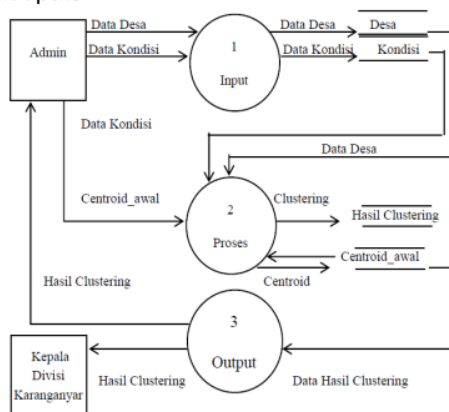 Data Desa
Data Desa
Desa
Admin
1
Data Kondisi
Data Kondisi
Kondisi
Input
Data Kondisi
Data Desa
Centroid_awal
Clustering
2
Hasil Clustering
Proses
Centroid_awal
Hasil Clustering
Centroid
3
Output
Kepala
Divisi
Karanganyar
Hasil Clustering
Data Hasil Clustering